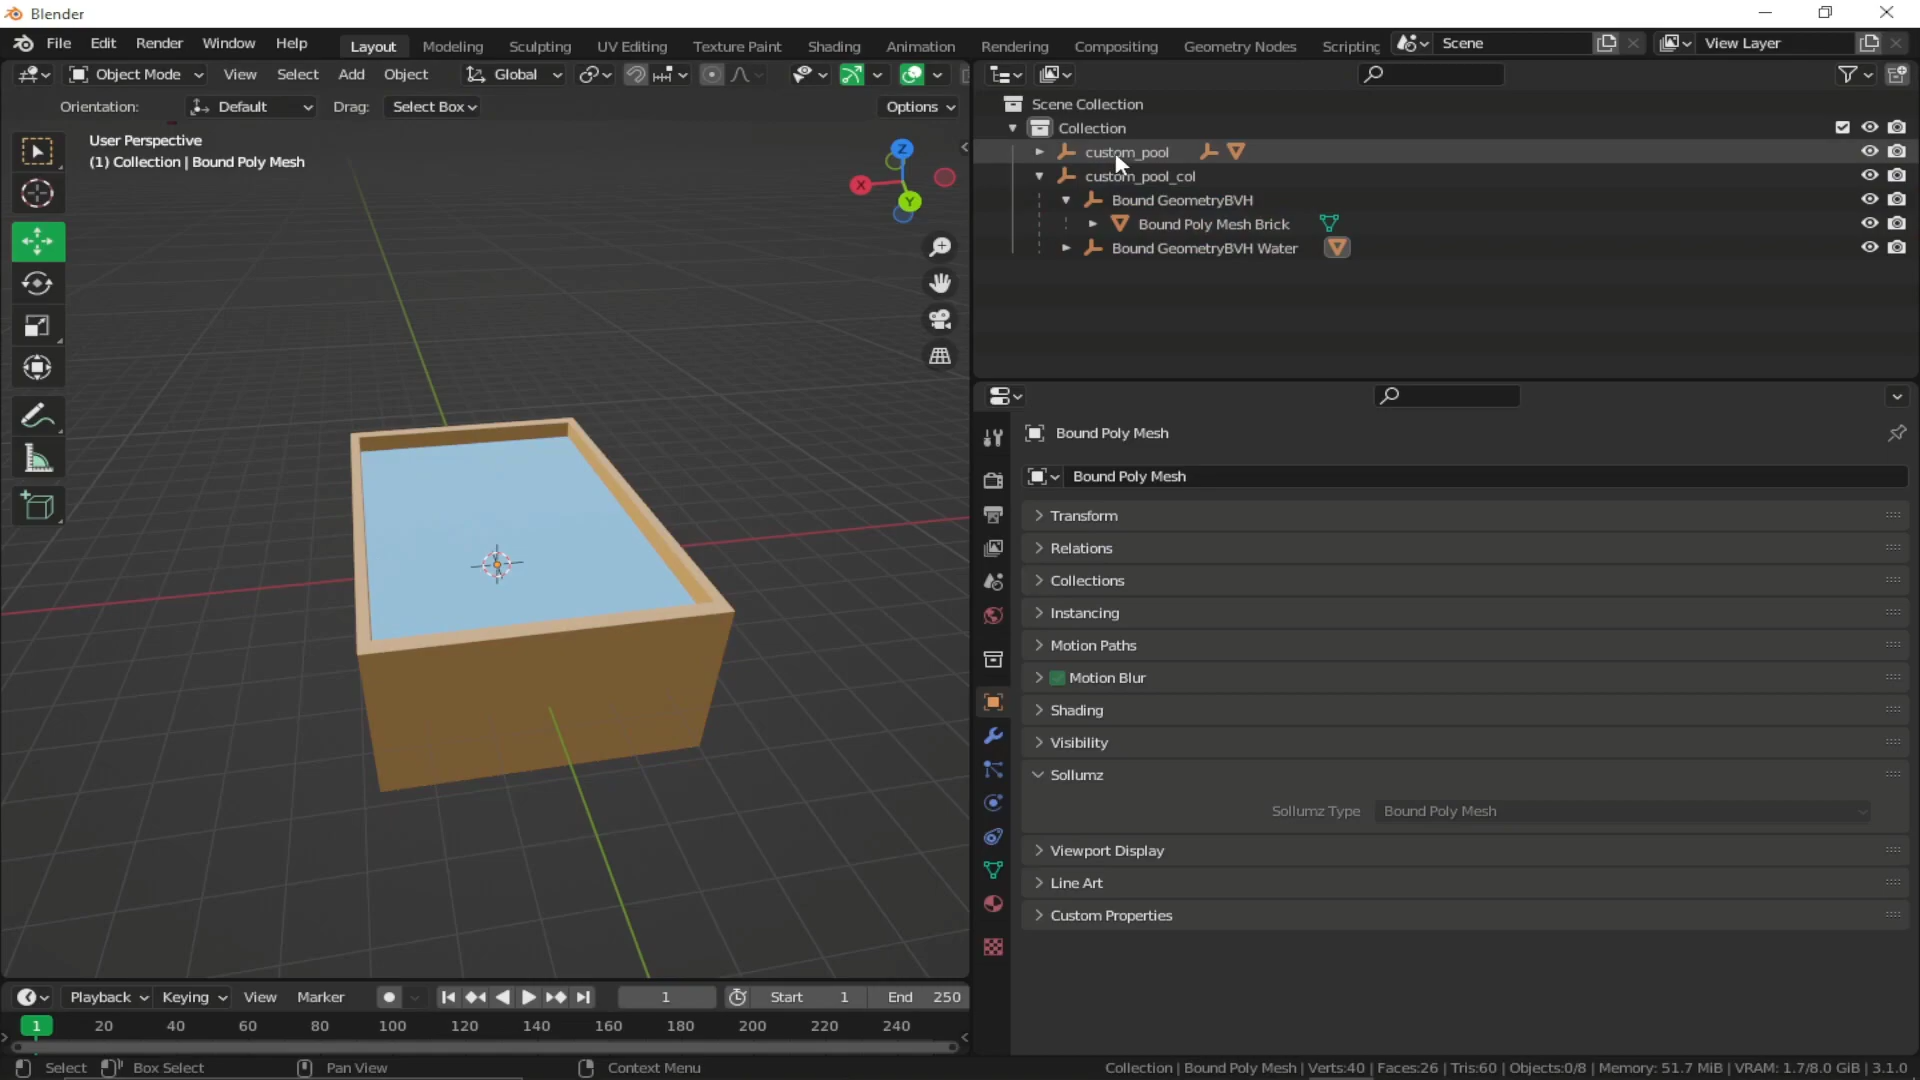 Blender
File Edit Render Window Help
Layout Modeling Sculpting UV Editing Texture Paint Shading Animation Rendering Compositing Geometry Nodes Scripting
Scene
View Layer
Object Mode View Select Add Object Global
Orientation: Default Drag: Select Box Options
User Perspective
(1) Collection | Bound Poly Mesh
Z
X
Y
Scene Collection
Collection
custom_pool
custom_pool_col
Bound GeometryBVH
Bound Poly Mesh Brick
Bound GeometryBVH Water
Bound Poly Mesh
Bound Poly Mesh
Transform
Relations
Collections
Instancing
Motion Paths
Motion Blur
Shading
Visibility
Sollumz
Sollumz Type Bound Poly Mesh
Viewport Display
Line Art
Custom Properties
Playback Keying View Marker 1 Start 1 End 250
1 20 40 60 80 100 120 140 160 180 200 220 240
Select Box Select Pan View Context Menu
Collection | Bound Poly Mesh | Verts:40 | Faces:26 | Tris:60 | Objects:0/8 | Memory: 51.7 MiB | VRAM: 1.7/8.0 GiB | 3.1.0